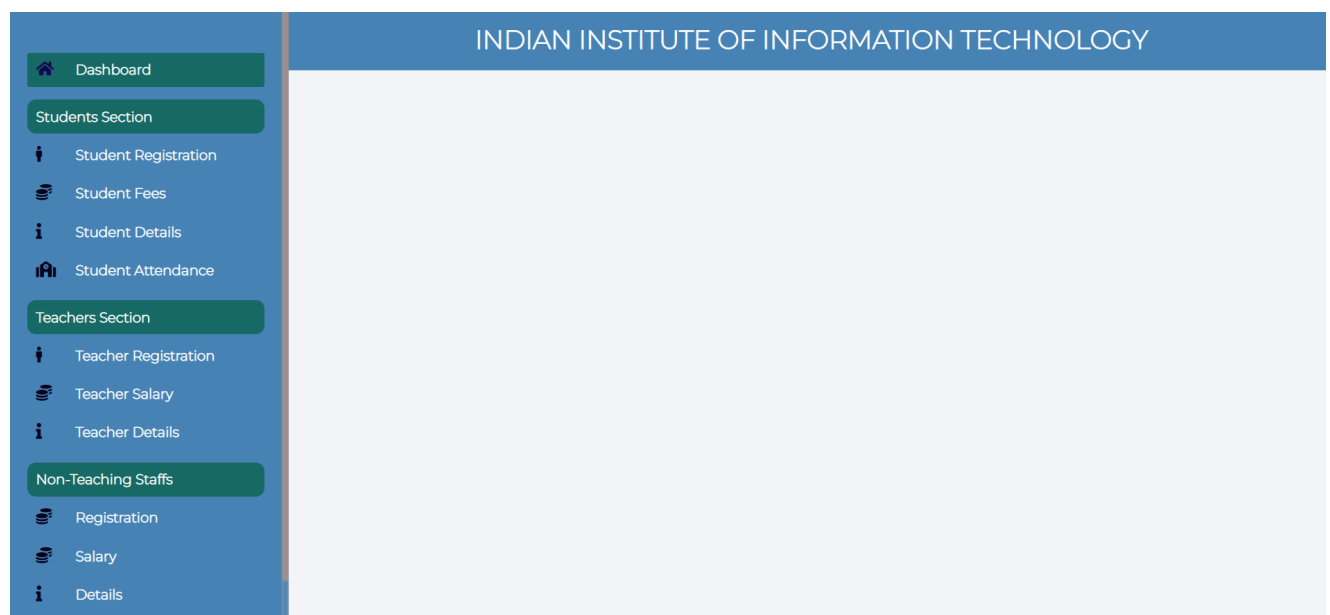 INDIAN INSTITUTE OF INFORMATION TECHNOLOGY
Dashboard
Students Section
Student Registration
Student Fees
Student Details
Student Attendance
Teachers Section
Teacher Registration
Teacher Salary
Teacher Details
Non-Teaching Staffs
Registration
Salary
Details